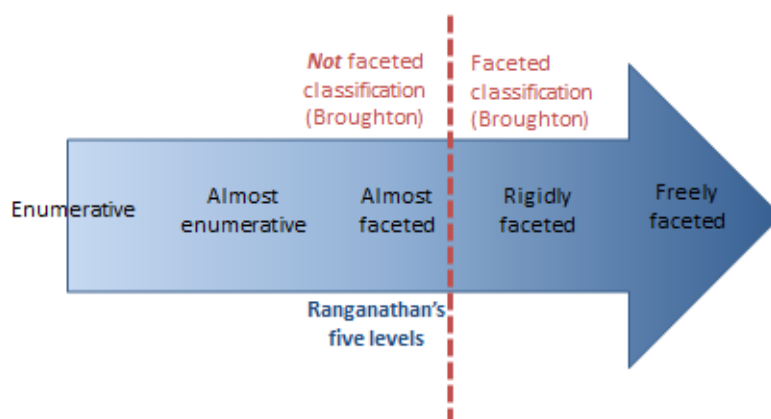 Not faceted
classification
(Broughton)
Faceted
classification
(Broughton)
Enumerative
Almost
enumerative
Almost
faceted
Rigidly
faceted
Freely
faceted
Ranganathan's
five levels